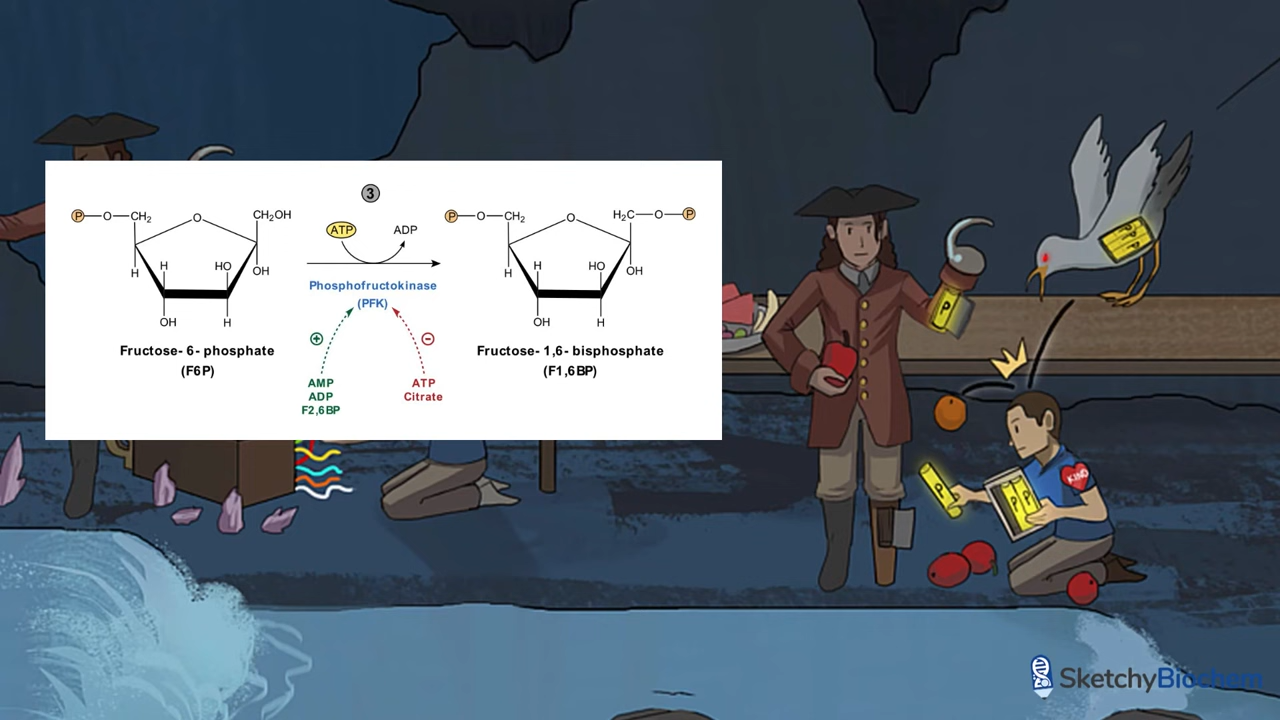 3
P O CH2 O CH2OH
ATP ADP
P O CH2 O H2C O P
H H HO OH
OH H
H H HO OH
OH H
Phosphofructokinase
(PFK)
+ −
Fructose- 6- phosphate
(F6P)
Fructose- 1,6- bisphosphate
(F1,6BP)
AMP
ADP
F2,6BP
ATP
Citrate
P P P
P
P
P P
KIND
SketchyBiochem